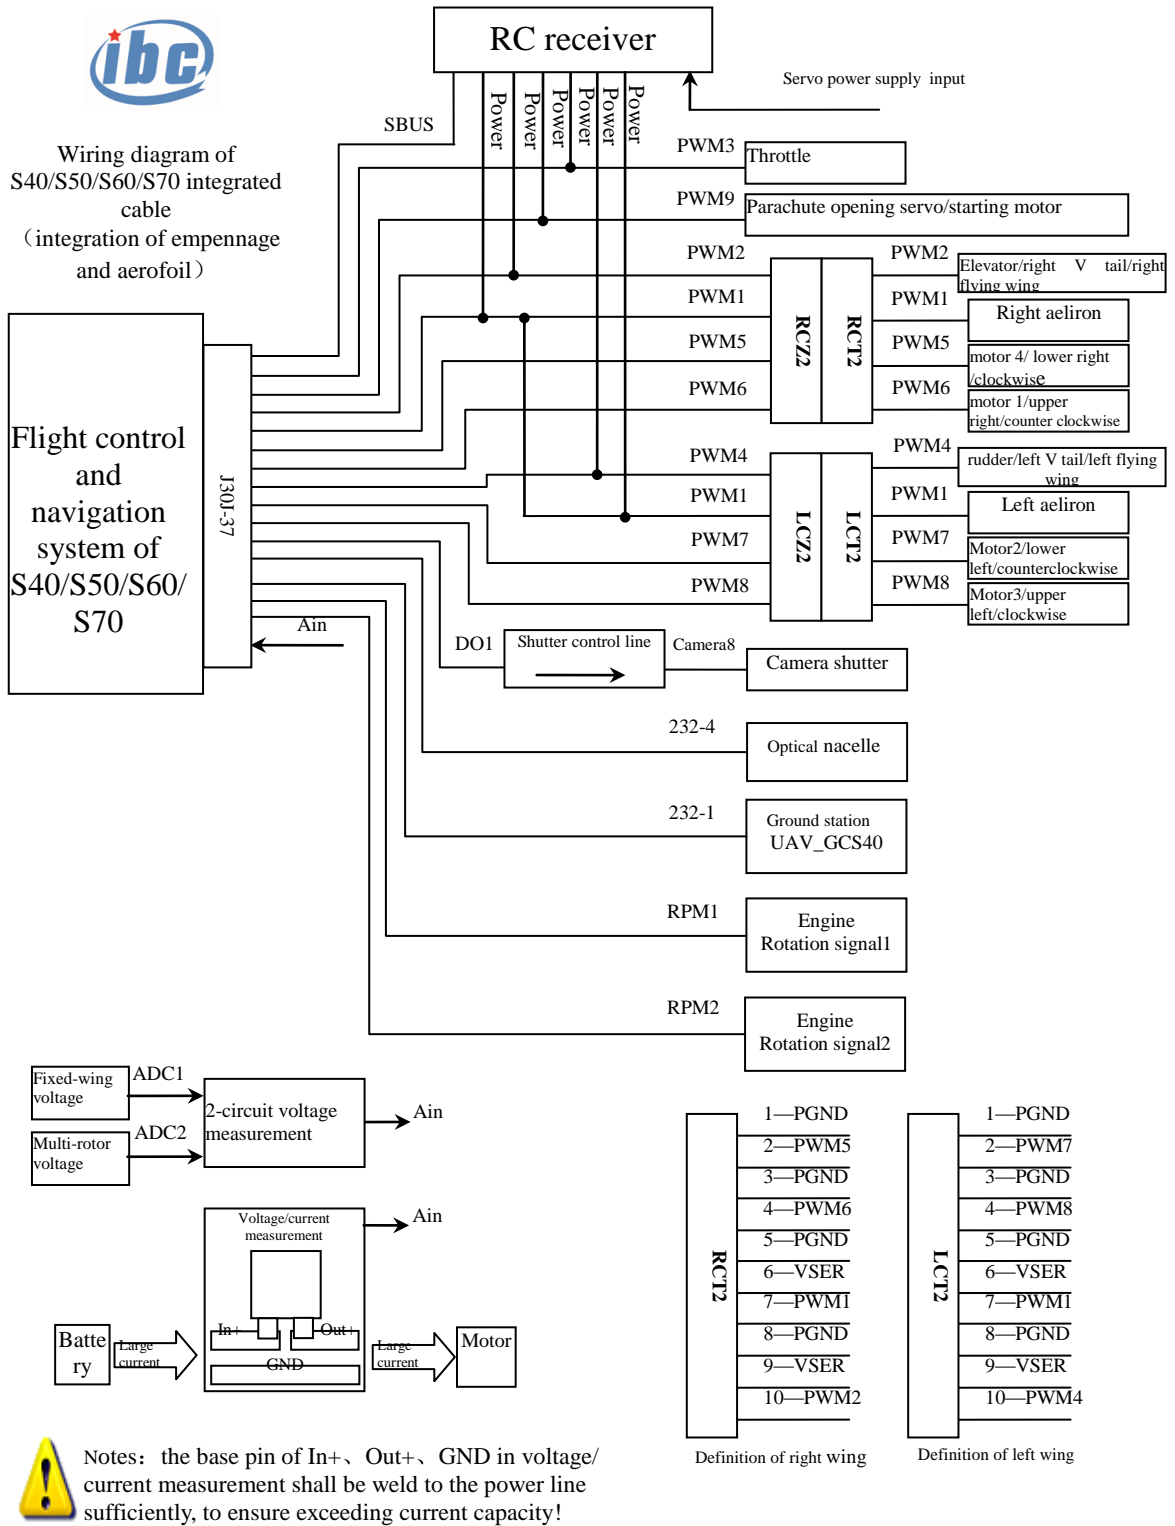 ibc
RC receiver
Servo power supply input
Power
Power
Power
Power
Power
Power
SBUS
Wiring diagram of
S40/S50/S60/S70 integrated
cable
（integration of empennage
and aerofoil）
PWM3
Throttle
PWM9
Parachute opening servo/starting motor
PWM2
PWM1
PWM5
PWM6
RCZ2
RCT2
PWM2
Elevator/right V tail/right
flying wing
PWM1
Right aeliron
PWM5
motor 4/ lower right
/clockwise
PWM6
motor 1/upper
right/counter clockwise
PWM4
PWM1
PWM7
PWM8
LCZ2
LCT2
PWM4
rudder/left V tail/left flying
wing
PWM1
Left aeliron
PWM7
Motor2/lower
left/counterclockwise
PWM8
Motor3/upper
left/clockwise
Flight control
and
navigation
system of
S40/S50/S60/
S70
J30J-37
Ain
DO1
Shutter control line
Camera8
Camera shutter
232-4
Optical nacelle
232-1
Ground station
UAV_GCS40
RPM1
Engine
Rotation signal1
RPM2
Engine
Rotation signal2
Fixed-wing
voltage
ADC1
Multi-rotor
voltage
ADC2
2-circuit voltage
measurement
Ain
Voltage/current
measurement
Ain
In+
Out+
GND
Batte
ry
Large
current
Large
current
Motor
RCT2
1—PGND
2—PWM5
3—PGND
4—PWM6
5—PGND
6—VSER
7—PWM1
8—PGND
9—VSER
10—PWM2
Definition of right wing
LCT2
1—PGND
2—PWM7
3—PGND
4—PWM8
5—PGND
6—VSER
7—PWM1
8—PGND
9—VSER
10—PWM4
Definition of left wing
Notes：the base pin of In+、Out+、GND in voltage/
current measurement shall be weld to the power line
sufficiently, to ensure exceeding current capacity!